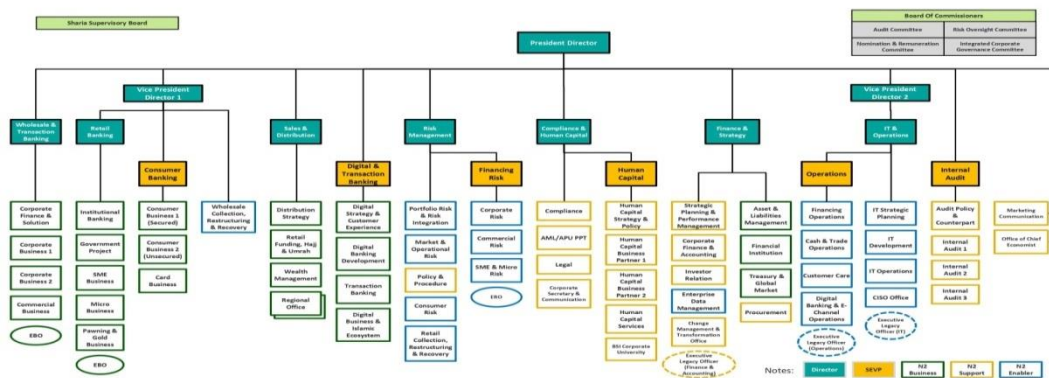 Sharia Supervisory Board
Board Of Commissioners
Audit Committee
Risk Oversight Committee
Nomination & Remuneration
Committee
Integrated Corporate
Governance Committee
President Director
Vice President
Director 1
Vice President
Director 2
Wholesale &
Transaction
Banking
Retail
Banking
Sales &
Distribution
Risk
Management
Compliance &
Human Capital
Finance &
Strategy
IT &
Operations
Consumer
Banking
Digital &
Transaction
Banking
Financing
Risk
Human
Capital
Operations
Internal
Audit
Corporate
Finance &
Solution
Corporate
Business 1
Corporate
Business 2
Commercial
Business
EBO
Institutional
Banking
Government
Project
SME
Business
Micro
Business
Pawning &
Gold
Business
EBO
Consumer
Business 1
(Secured)
Consumer
Business 2
(Unsecured)
Card
Business
Wholesale
Collection,
Restructuring
& Recovery
Distribution
Strategy
Retail
Funding, Hajj
& Umrah
Wealth
Management
Regional
Office
Digital
Strategy &
Customer
Experience
Digital
Banking
Development
Transaction
Banking
Digital
Business &
Islamic
Ecosystem
Portfolio Risk
& Risk
Integration
Market &
Operational
Risk
Policy &
Procedure
Consumer
Risk
Retail
Collection,
Restructuring
& Recovery
Corporate
Risk
Commercial
Risk
SME & Micro
Risk
EBO
Compliance
AML/APU PPT
Legal
Corporate
Secretary &
Communication
Human
Capital
Strategy &
Policy
Human
Capital
Business
Partner 1
Human
Capital
Business
Partner 2
Human
Capital
Services
BSI Corporate
University
Strategic
Planning &
Performance
Management
Corporate
Finance &
Accounting
Investor
Relation
Enterprise
Data
Management
Change
Management &
Transformation
Office
Executive
Legacy Officer
(Finance &
Accounting)
Asset &
Liabilities
Management
Financial
Institution
Treasury &
Global
Market
Procurement
Financing
Operations
Cash & Trade
Operations
Customer Care
Digital
Banking & E-
Channel
Operations
Executive
Legacy Officer
(Operations)
IT Strategic
Planning
IT
Development
IT Operations
CISO Office
Executive
Legacy
Officer (IT)
Audit Policy
&
Counterpart
Internal
Audit 1
Internal
Audit 2
Internal
Audit 3
Marketing
Communication
Office of Chief
Economist
Notes:
Director
SEVP
N2
Business
N2
Support
N2
Enabler